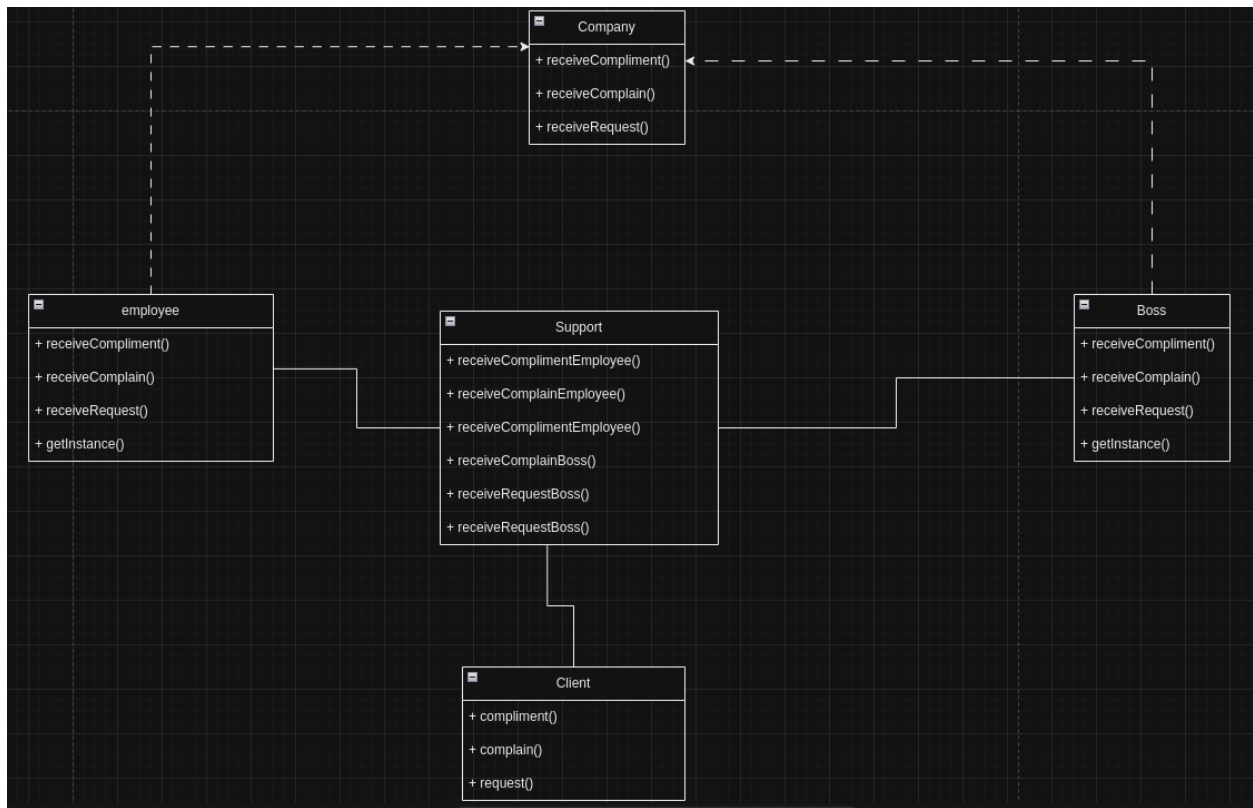 Company
+ receiveCompliment()
+ receiveComplain()
+ receiveRequest()
employee
+ receiveCompliment()
+ receiveComplain()
+ receiveRequest()
+ getInstance()
Support
+ receiveComplimentEmployee()
+ receiveComplainEmployee()
+ receiveComplimentEmployee()
+ receiveComplainBoss()
+ receiveRequestBoss()
+ receiveRequestBoss()
Boss
+ receiveCompliment()
+ receiveComplain()
+ receiveRequest()
+ getInstance()
Client
+ compliment()
+ complain()
+ request()